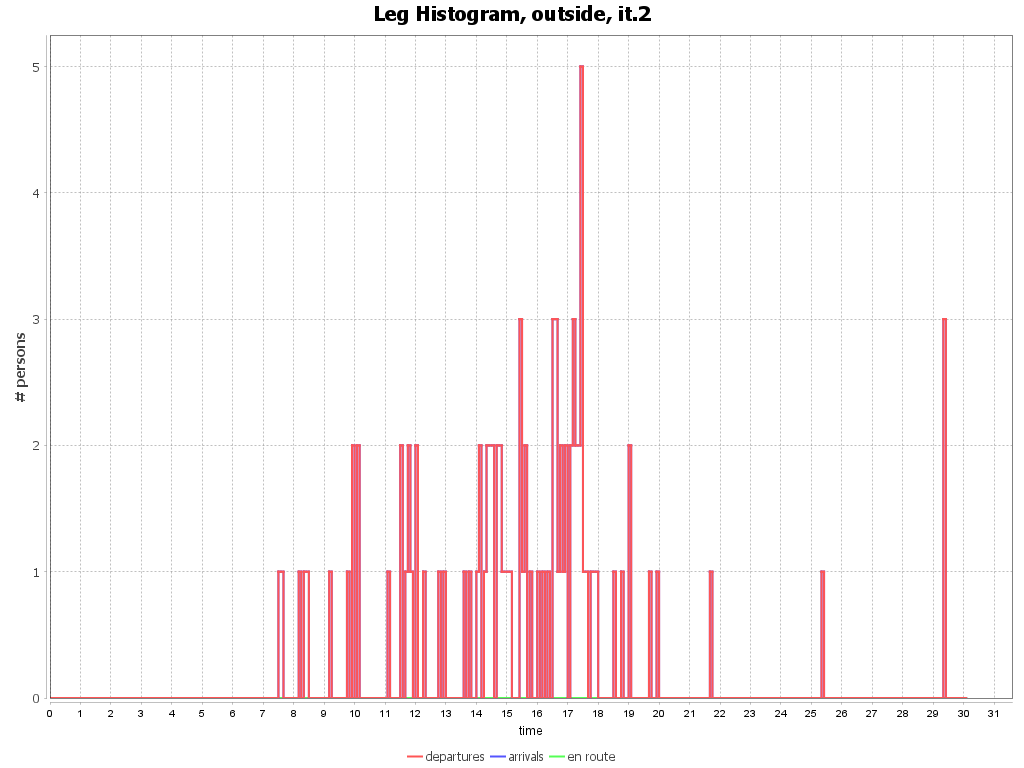 Leg Histogram, outside, it.2
# persons
5
4
3
2
1
0
0 1 2 3 4 5 6 7 8 9 10 11 12 13 14 15 16 17 18 19 20 21 22 23 24 25 26 27 28 29 30 31
time
departures arrivals en route